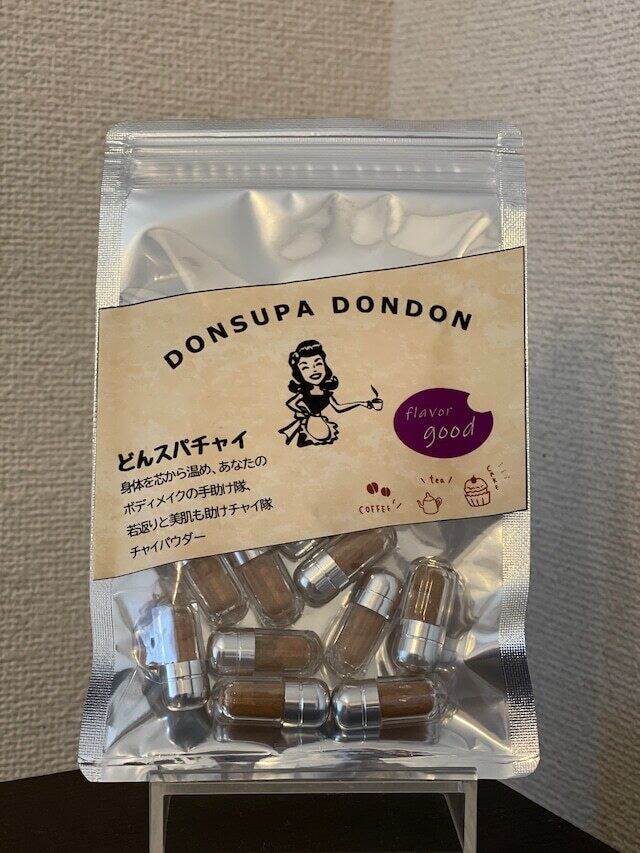 DONSUPA DONDON
flavor
good
どんスパチャイ
身体を芯から温め、あなたの
ボディメイクの手助け隊、
若返りと美肌も助けチャイ隊
チャイパウダー
COFFEE
tea
cake